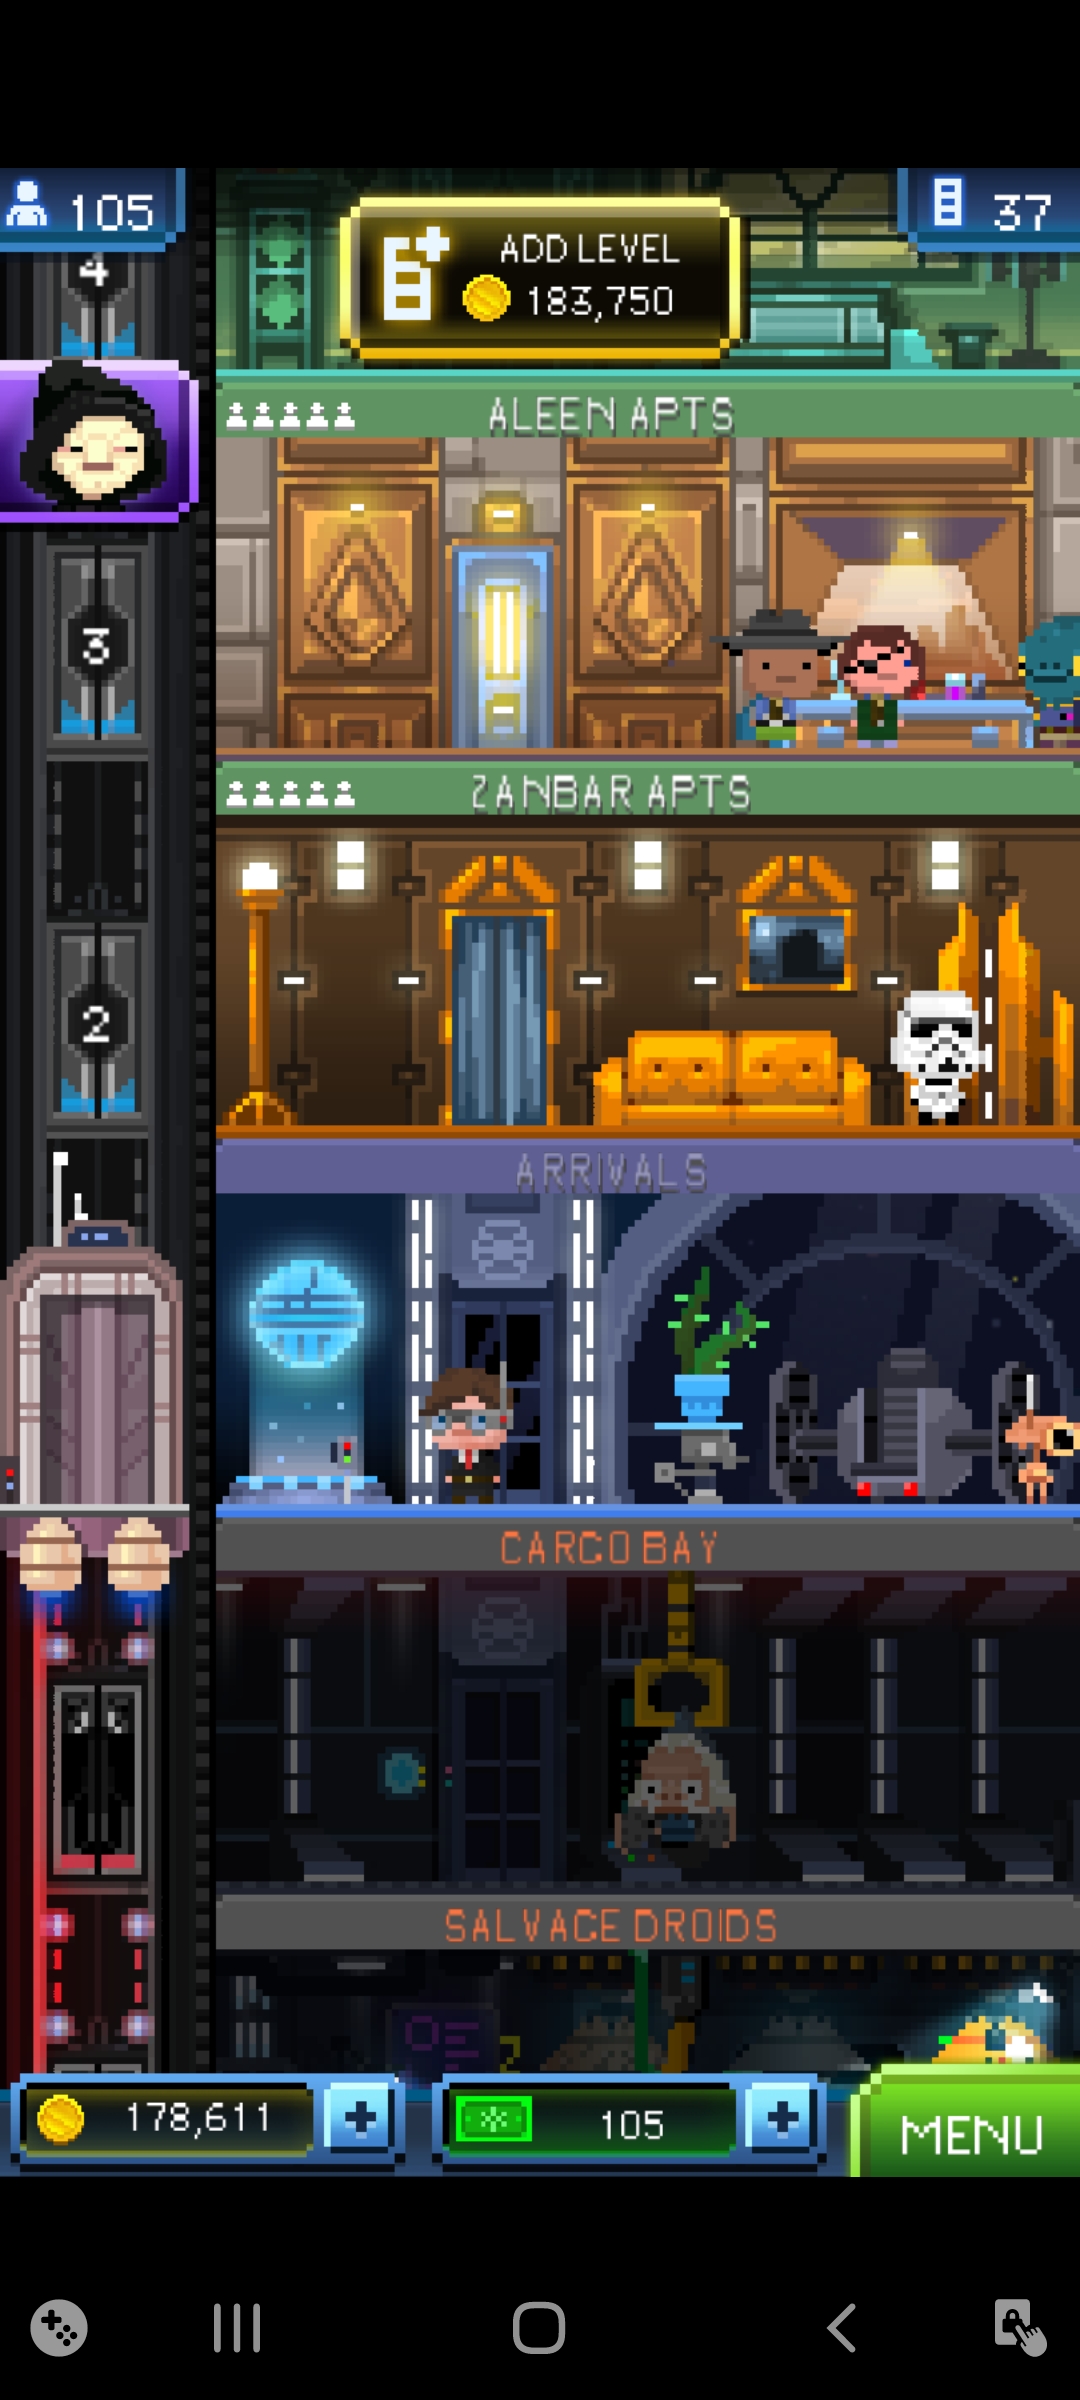 105
37
ADD LEVEL
183,750
4
ALEEN APTS
3
ZANBAR APTS
2
ARRIVALS
CARGO BAY
SALVAGE DROIDS
178,611
105
MENU